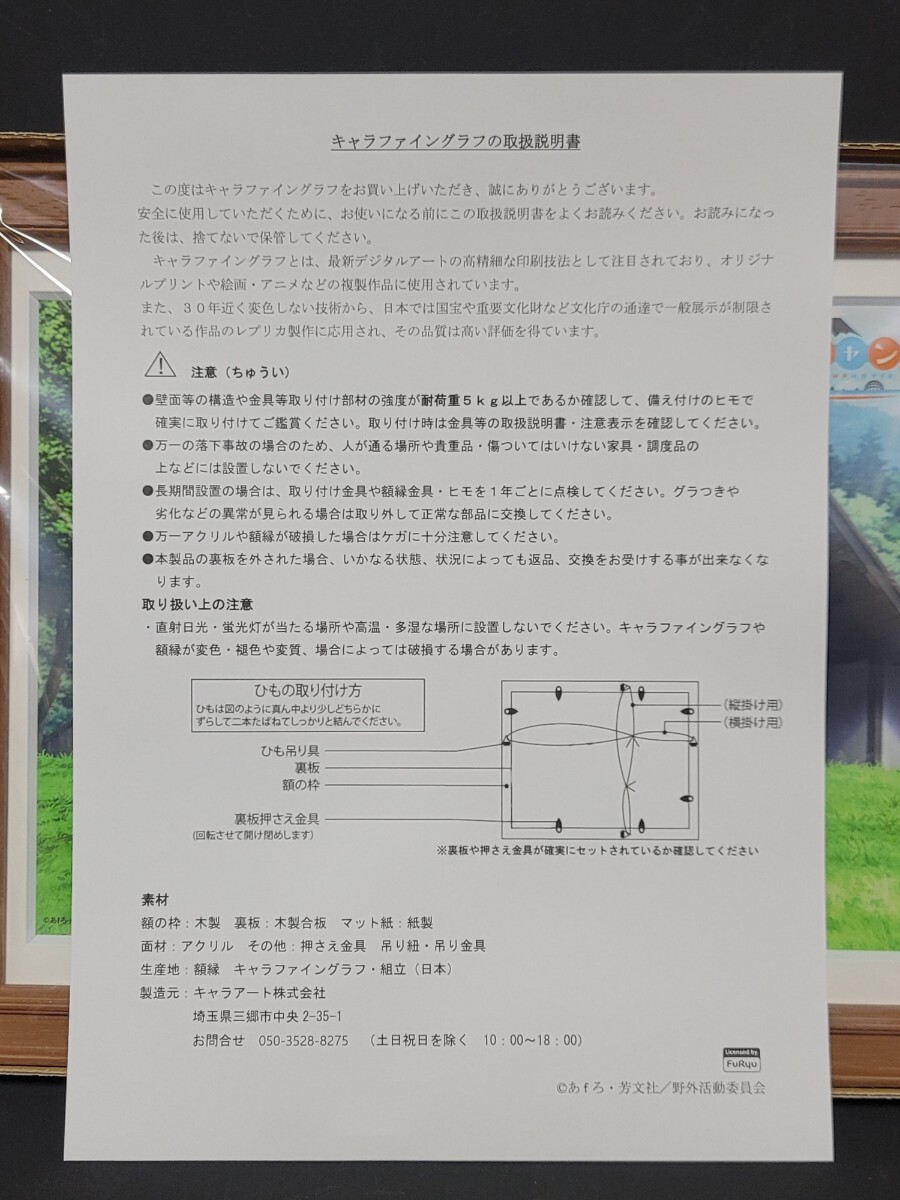 キャラファイングラフの取扱説明書
この度はキャラファイングラフをお買い上げいただき、誠にありがとうございます。
安全に使用していただくために、お使いになる前にこの取扱説明書をよくお読みください。お読みになっ
た後は、捨てないで保管してください。
キャラファイングラフとは、最新デジタルアートの高精細な印刷技法として注目されており、オリジナ
ルプリントや絵画・アニメなどの複製作品に使用されています。
また、３０年近く変色しない技術から、日本では国宝や重要文化財など文化庁の通達で一般展示が制限さ
れている作品のレプリカ製作に応用され、その品質は高い評価を得ています。
注意（ちゅうい）
●壁面等の構造や金具等取り付け部材の強度が耐荷重５ｋｇ以上であるか確認して、備え付けのヒモで
確実に取り付けてご鑑賞ください。取り付け時は金具等の取扱説明書・注意表示を確認してください。
●万一の落下事故の場合のため、人が通る場所や貴重品・傷ついてはいけない家具・調度品の
上などには設置しないでください。
●長期間設置の場合は、取り付け金具や額縁金具・ヒモを１年ごとに点検してください。グラつきや
劣化などの異常が見られる場合は取り外して正常な部品に交換してください。
●万一アクリルや額縁が破損した場合はケガに十分注意してください。
●本製品の裏板を外された場合、いかなる状態、状況によっても返品、交換をお受けする事が出来なくな
ります。
取り扱い上の注意
・直射日光・蛍光灯が当たる場所や高温・多湿な場所に設置しないでください。キャラファイングラフや
額縁が変色・褪色や変質、場合によっては破損する場合があります。
ひもの取り付け方
ひもは図のように真ん中より少しどちらかに
ずらして二本たばねてしっかりと結んでください。
(縦掛け用)
(横掛け用)
ひも吊り具
裏板
額の枠
裏板押さえ金具
(回転させて開け閉めします)
※裏板や押さえ金具が確実にセットされているか確認してください
素材
額の枠：木製　裏板：木製合板　マット紙：紙製
面材：アクリル　その他：押さえ金具　吊り紐・吊り金具
生産地：額縁　キャラファイングラフ・組立（日本）
製造元：キャラアート株式会社
埼玉県三郷市中央 2-35-1
お問合せ　050-3528-8275　（土日祝日を除く　10：00～18：00）
Licensed by
FuRyu
©あｆろ・芳文社／野外活動委員会
キャン
©あｆろ